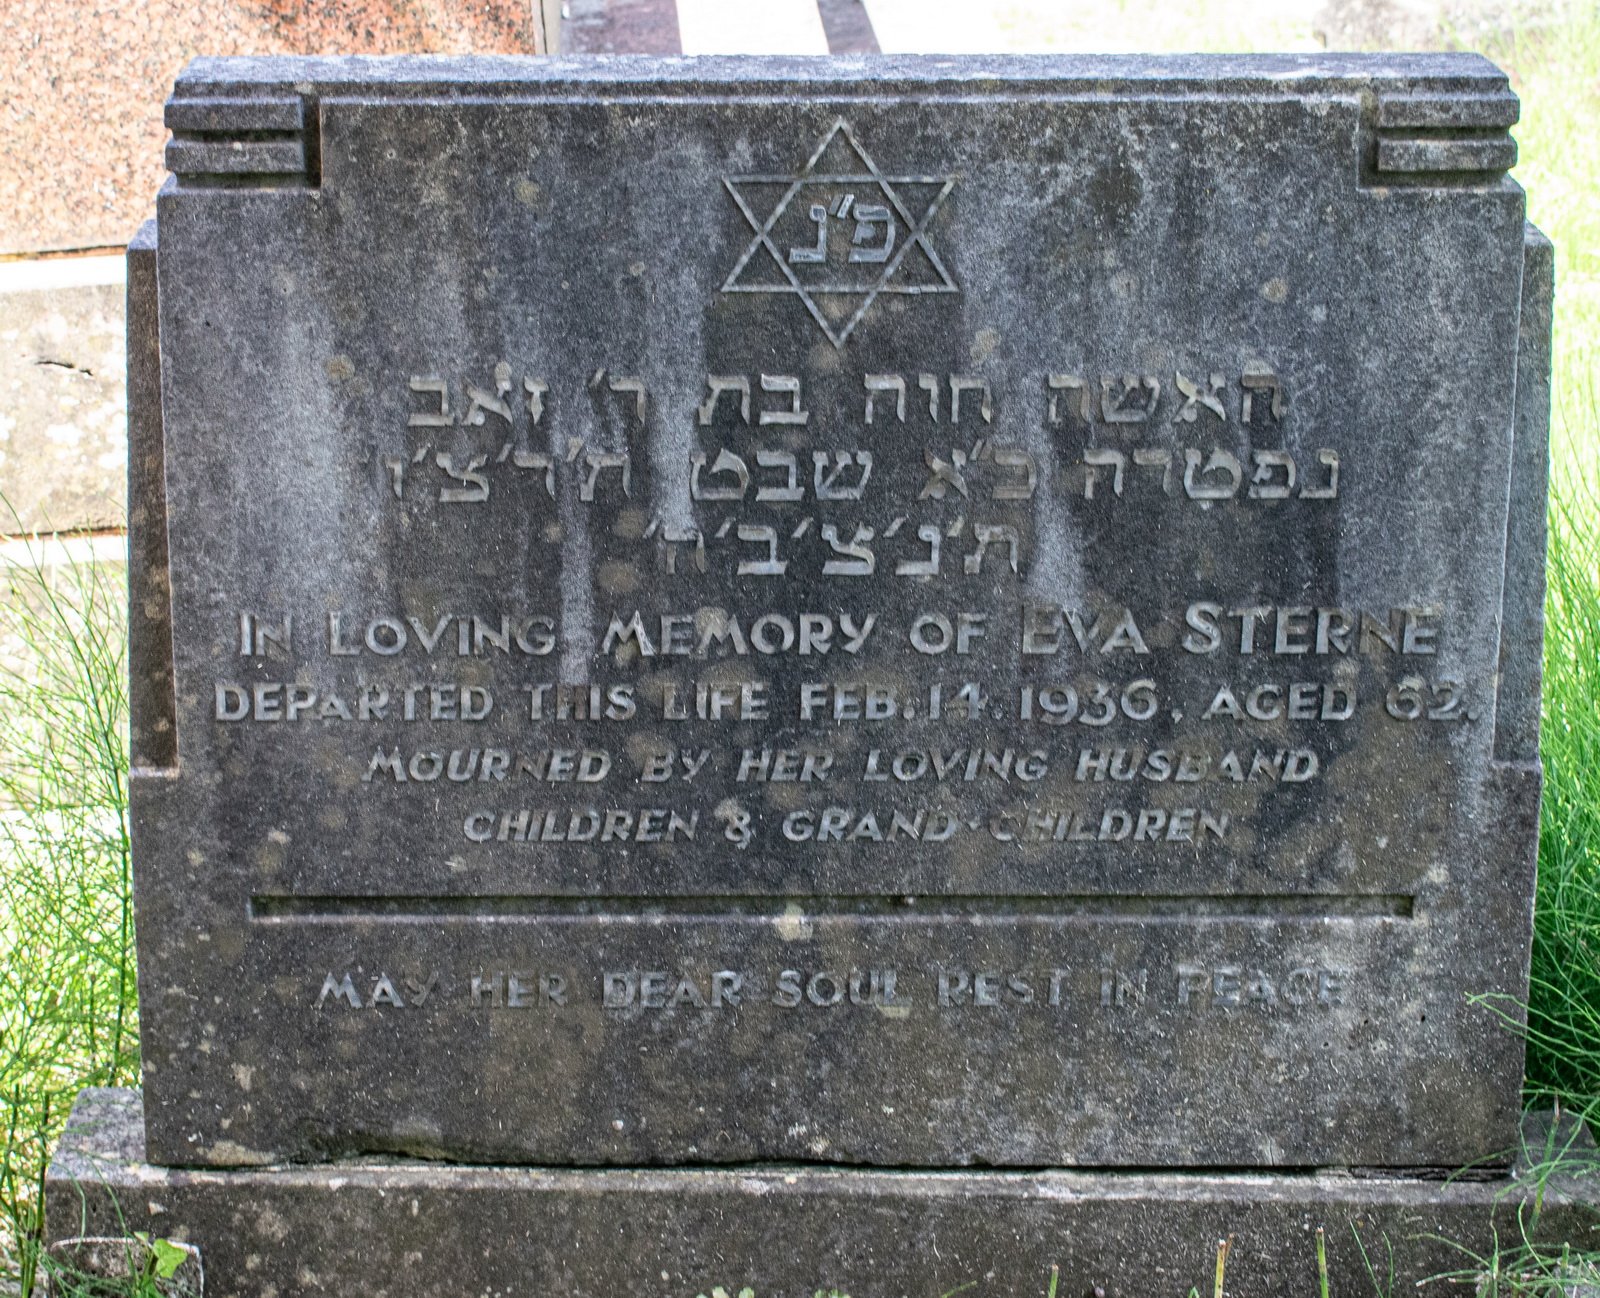 פ"נ
האשה חוה בת ר' זאב
נפטרה כ"א שבט ת'ר'צ'ו'
ת'נ'צ'ב'ה'
IN LOVING MEMORY OF EVA STERNE
DEPARTED THIS LIFE FEB. 14. 1936, AGED 62.
MOURNED BY HER LOVING HUSBAND
CHILDREN & GRAND-CHILDREN
MAY HER DEAR SOUL REST IN PEACE